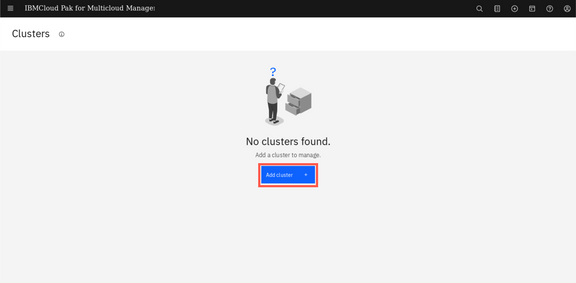 IBMCloud Pak for Multicloud Manage
Clusters
?
No clusters found.
Add a cluster to manage.
Add cluster +